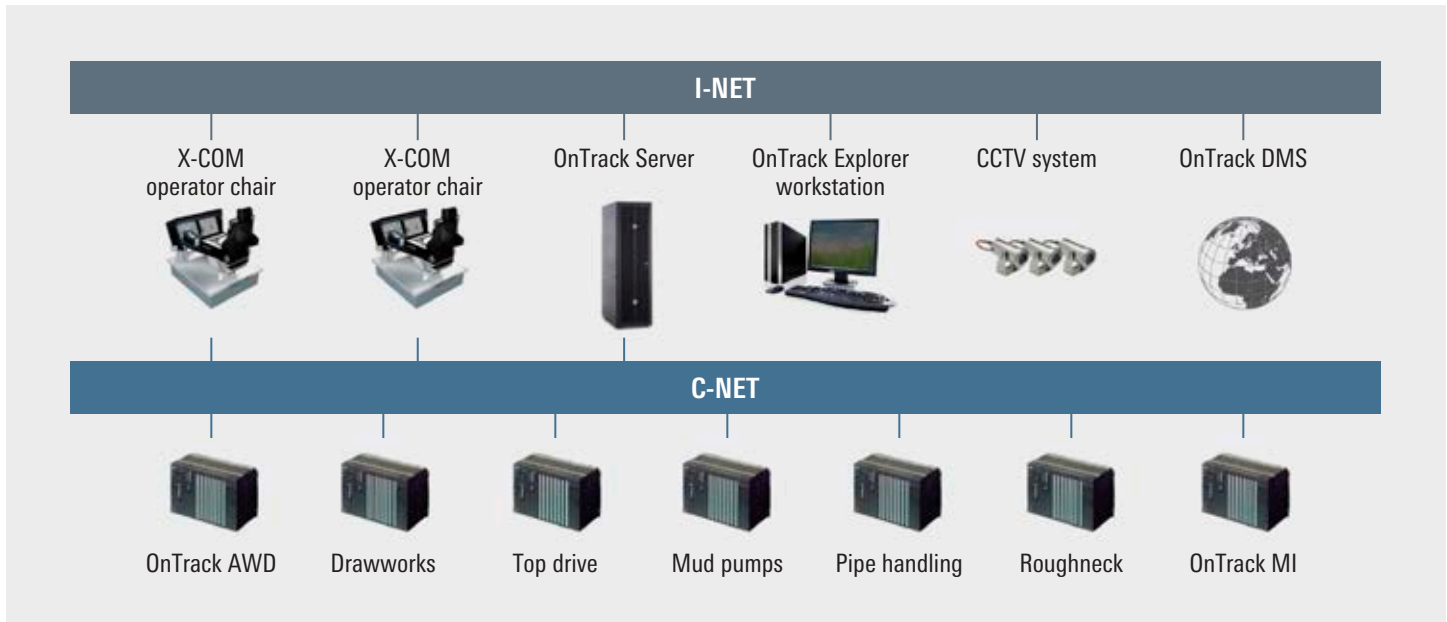 I-NET
X-COM
operator chair
X-COM
operator chair
OnTrack Server
OnTrack Explorer
workstation
CCTV system
OnTrack DMS
C-NET
OnTrack AWD
Drawworks
Top drive
Mud pumps
Pipe handling
Roughneck
OnTrack MI